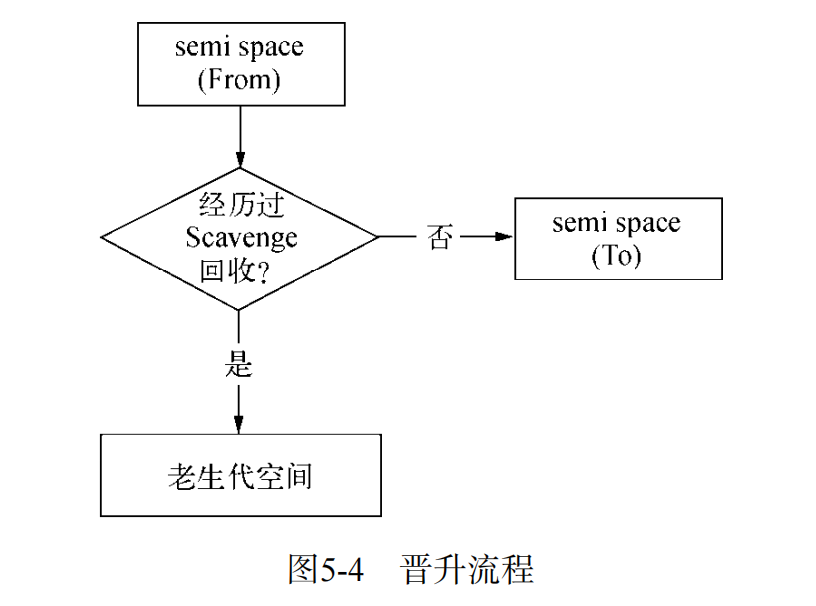 semi space
(From)
经历过
Scavenge
回收?
否
semi space
(To)
是
老生代空间
图5-4 晋升流程